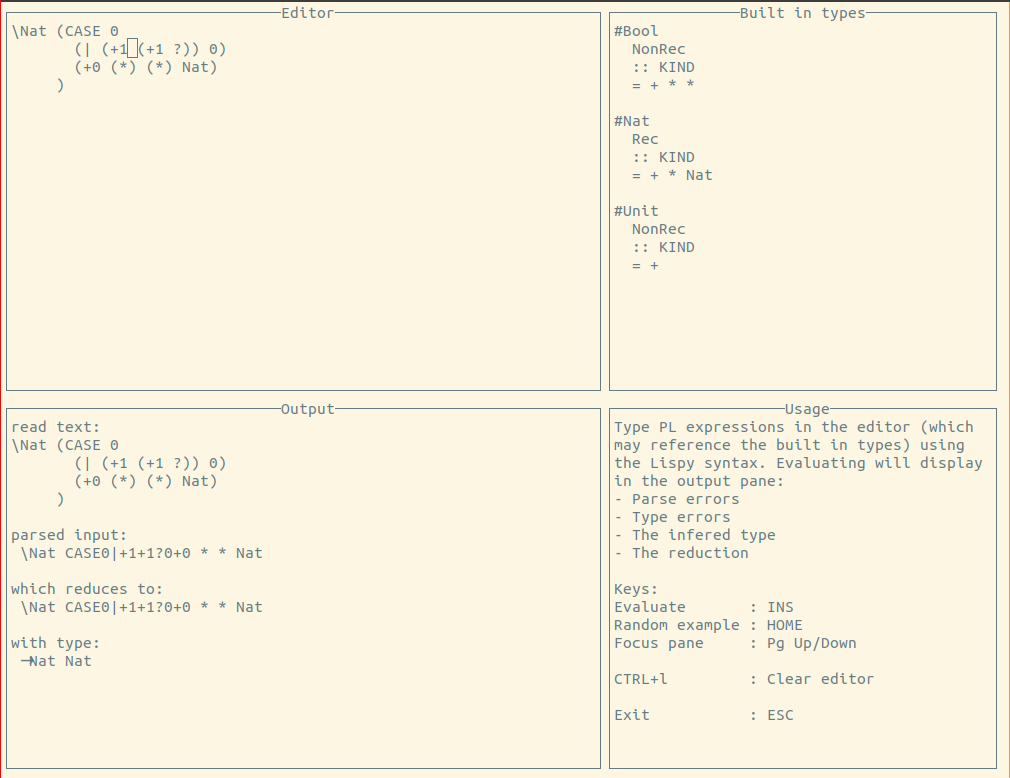 Editor
\Nat (CASE 0
(| (+1 (+1 ?)) 0)
(+0 (*) (*) Nat)
)
Built in types
#Bool
NonRec
:: KIND
= + * *
#Nat
Rec
:: KIND
= + * Nat
#Unit
NonRec
:: KIND
= +
Output
read text:
\Nat (CASE 0
(| (+1 (+1 ?)) 0)
(+0 (*) (*) Nat)
)
parsed input:
\Nat CASE0|+1+1?0+0 * * Nat
which reduces to:
\Nat CASE0|+1+1?0+0 * * Nat
with type:
→Nat Nat
Usage
Type PL expressions in the editor (which
may reference the built in types) using
the Lispy syntax. Evaluating will display
in the output pane:
- Parse errors
- Type errors
- The infered type
- The reduction
Keys:
Evaluate : INS
Random example : HOME
Focus pane : Pg Up/Down
CTRL+l : Clear editor
Exit : ESC